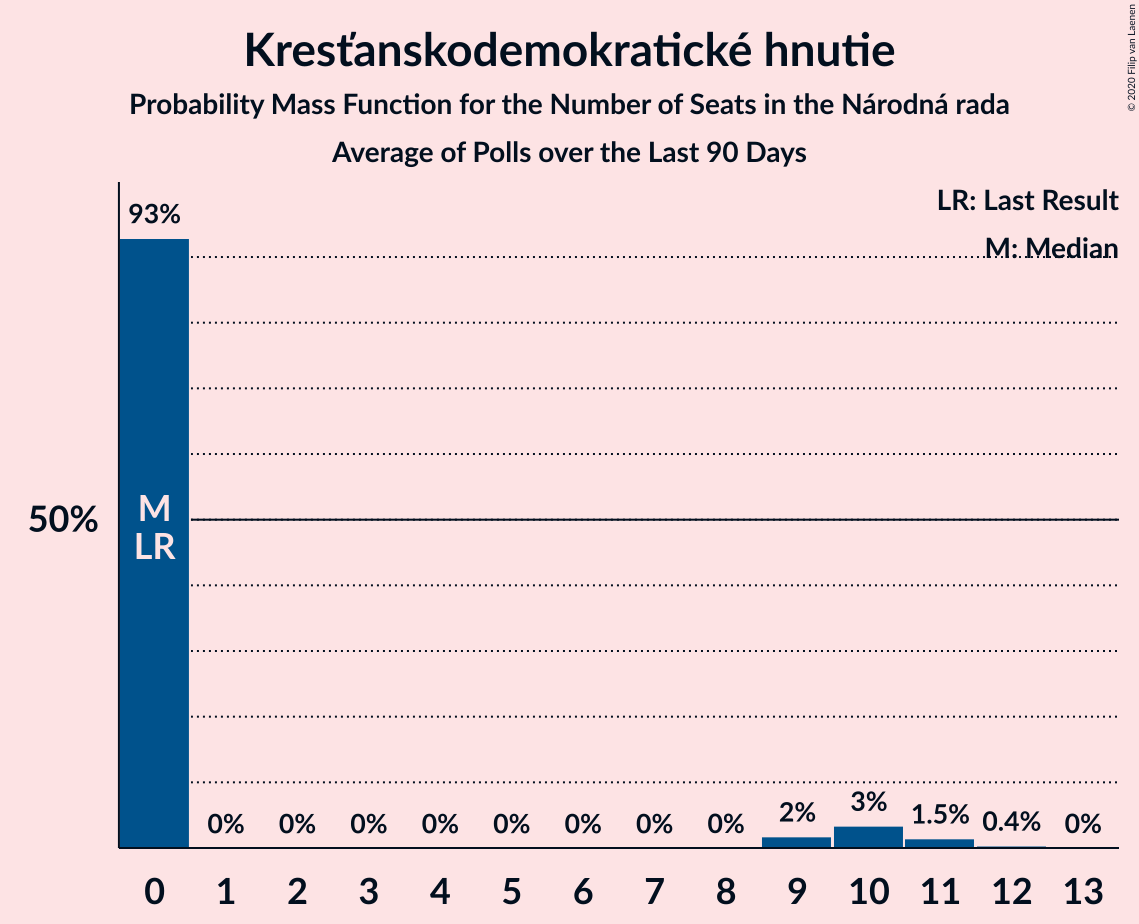 Kresťanskodemokratické hnutie
Probability Mass Function for the Number of Seats in the Národná rada
Average of Polls over the Last 90 Days
© 2020 Filip van Laenen
LR: Last Result
M: Median
93%
50%
M
LR
0% 0% 0% 0% 0% 0% 0% 0% 2% 3% 1.5% 0.4% 0%
0 1 2 3 4 5 6 7 8 9 10 11 12 13